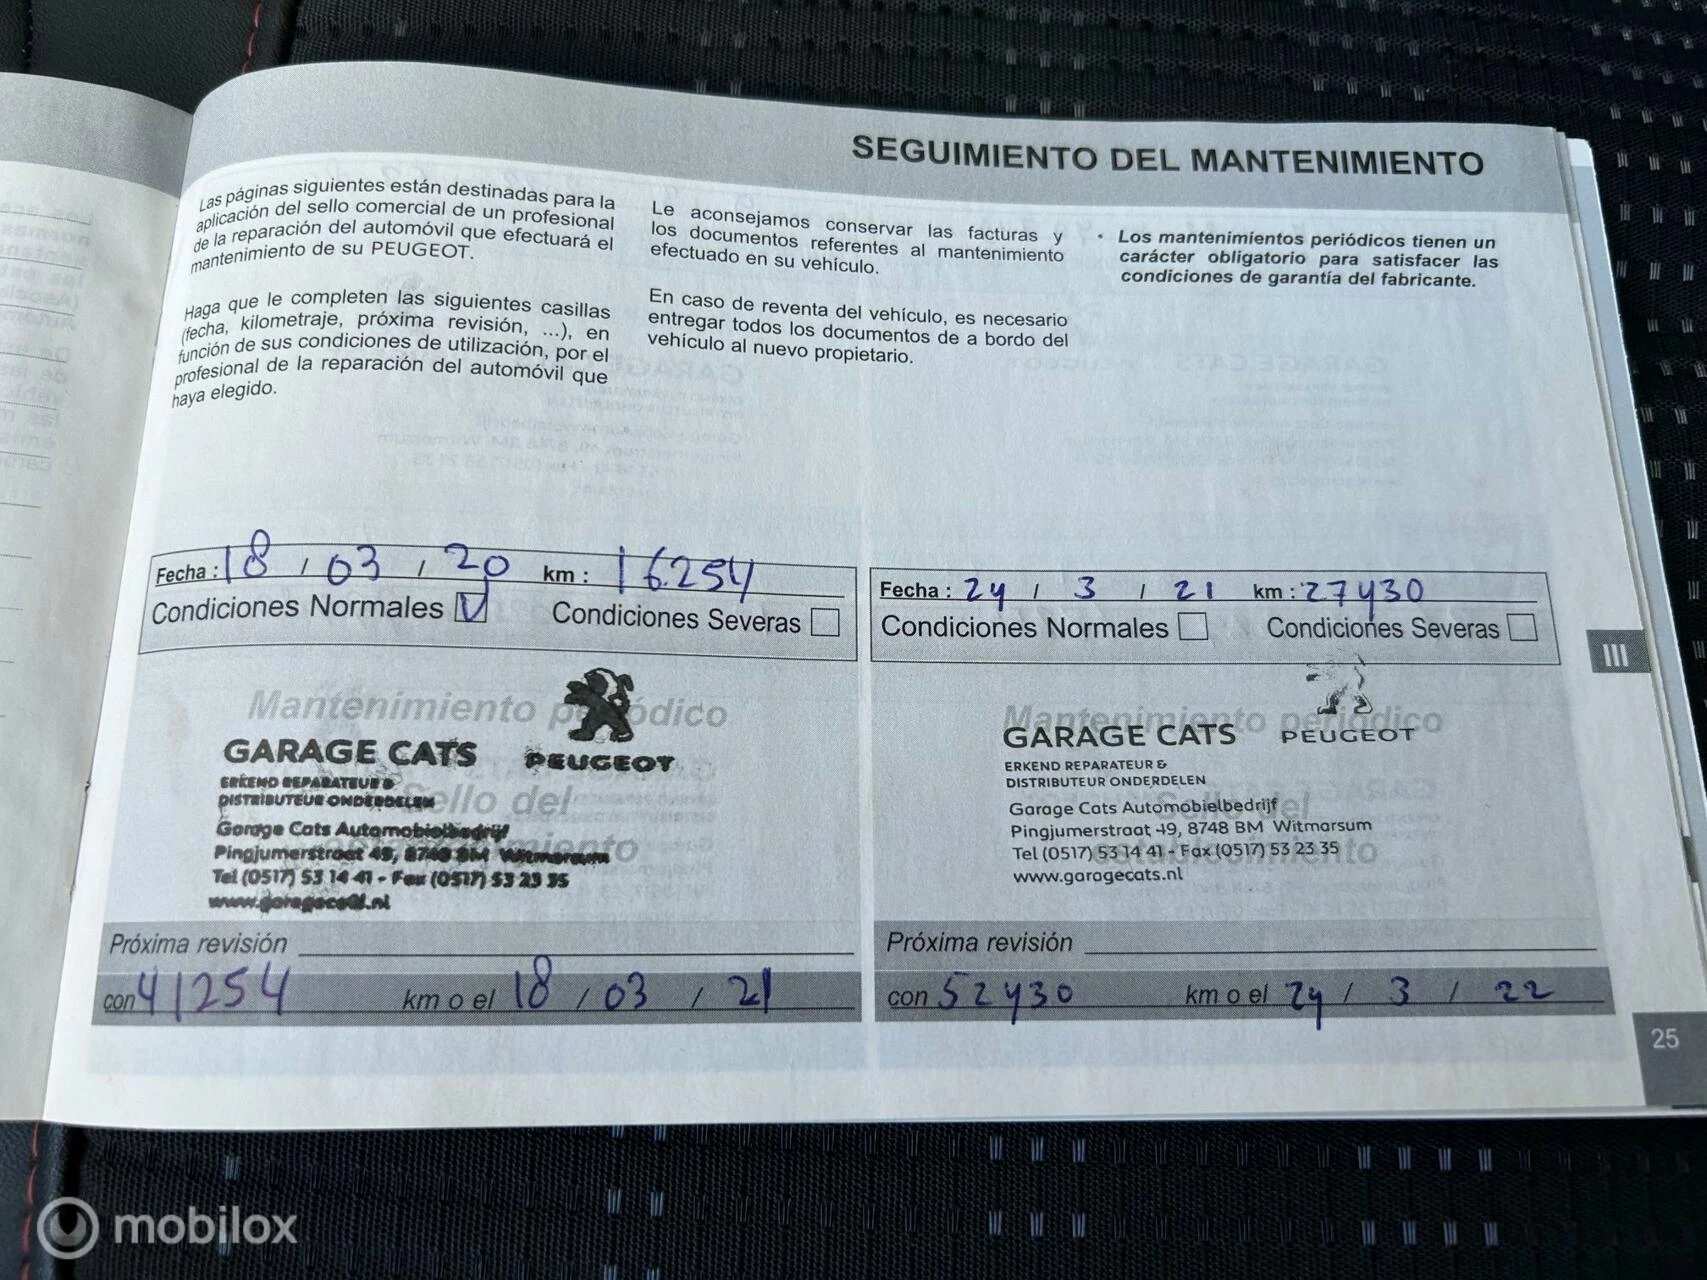 SEGUIMIENTO DEL MANTENIMIENTO
Las páginas siguientes están destinadas para la
aplicación del sello comercial de un profesional
de la reparación del automóvil que efectuará el
mantenimiento de su PEUGEOT.
Haga que le completen las siguientes casillas
(fecha, kilometraje, próxima revisión, ...), en
función de sus condiciones de utilización, por el
profesional de la reparación del automóvil que
haya elegido.
Le aconsejamos conservar las facturas y
los documentos referentes al mantenimiento
efectuado en su vehículo.
En caso de reventa del vehículo, es necesario
entregar todos los documentos de a bordo del
vehículo al nuevo propietario.
• Los mantenimientos periódicos tienen un
carácter obligatorio para satisfacer las
condiciones de garantía del fabricante.
Fecha : 18 / 03 / 20 km : 16254
Condiciones Normales V Condiciones Severas
Mantenimiento periódico
GARAGE CATS PEUGEOT
ERKEND REPARATEUR &
DISTRIBUTEUR ONDERDELEN
Sello del
Garage Cats Automobielbedrijf
Pingjumerstraat 49, 8748 BM Witmarsum
Tel (0517) 53 14 41 - Fax (0517) 53 23 35
www.garagecats.nl
Próxima revisión
con 41254 km o el 18 / 03 / 21
Fecha : 24 / 3 / 21 km : 27430
Condiciones Normales Condiciones Severas
Mantenimiento periódico
GARAGE CATS PEUGEOT
ERKEND REPARATEUR &
DISTRIBUTEUR ONDERDELEN
Sello del
Garage Cats Automobielbedrijf
Pingjumerstraat 49, 8748 BM Witmarsum
Tel (0517) 53 14 41 - Fax (0517) 53 23 35
establecimiento
www.garagecats.nl
Próxima revisión
con 52430 km o el 24 / 3 / 22
III
25
mobilox